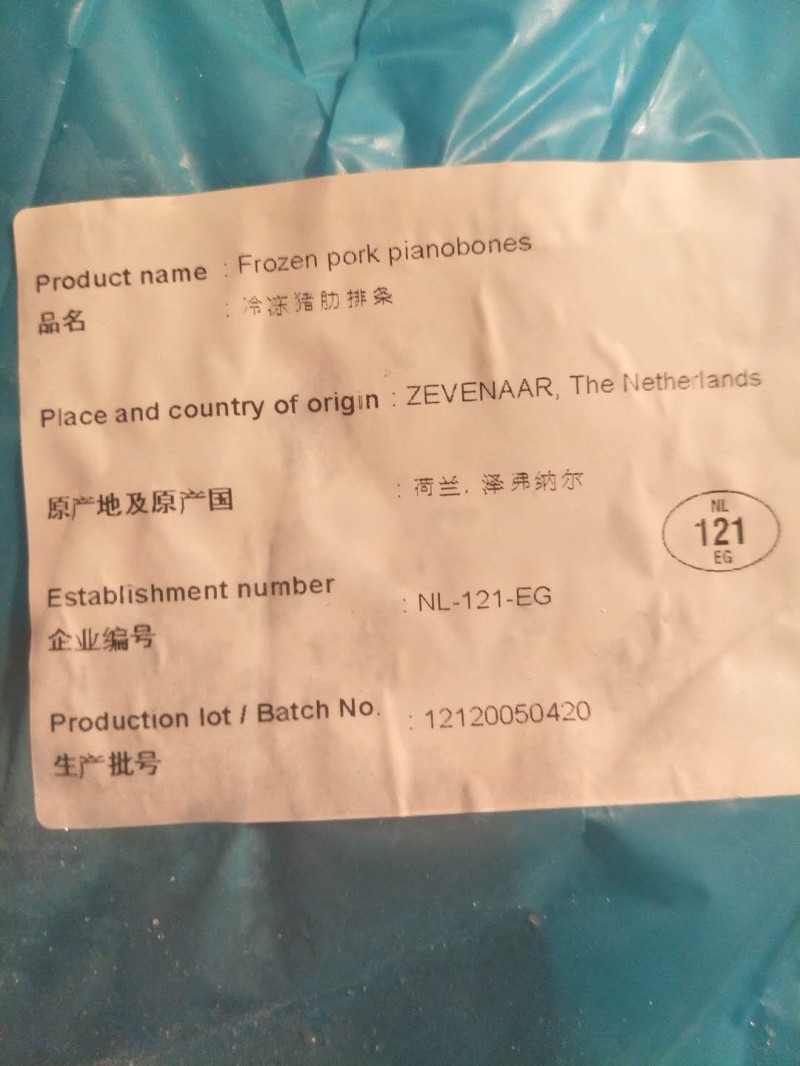 Product name : Frozen pork pianobones
品名 : 冷冻猪肋排条
Place and country of origin : ZEVENAAR, The Netherlands
原产地及原产国 : 荷兰. 泽弗纳尔
NL
121
EG
Establishment number : NL-121-EG
企业编号
Production lot / Batch No. : 12120050420
生产批号